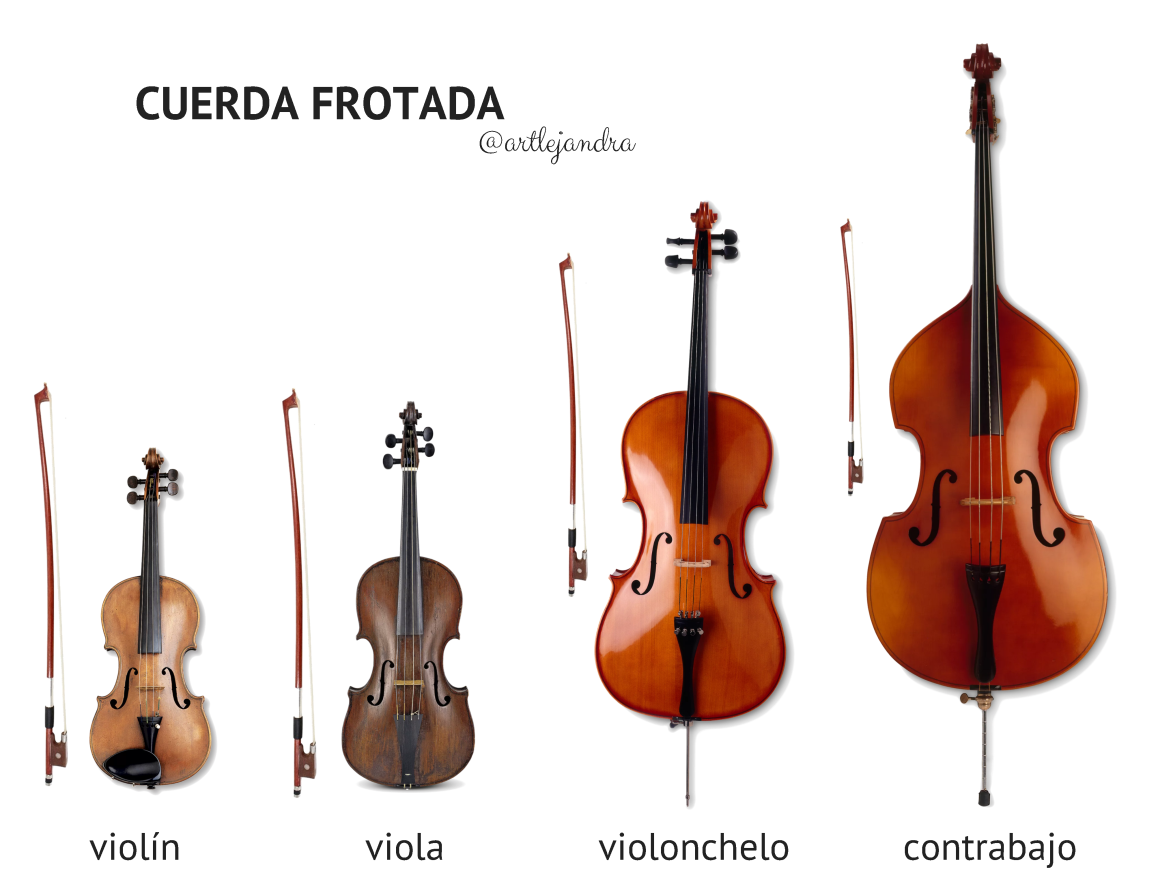 CUERDA FROTADA
@artlejandra
violín
viola
violonchelo
contrabajo